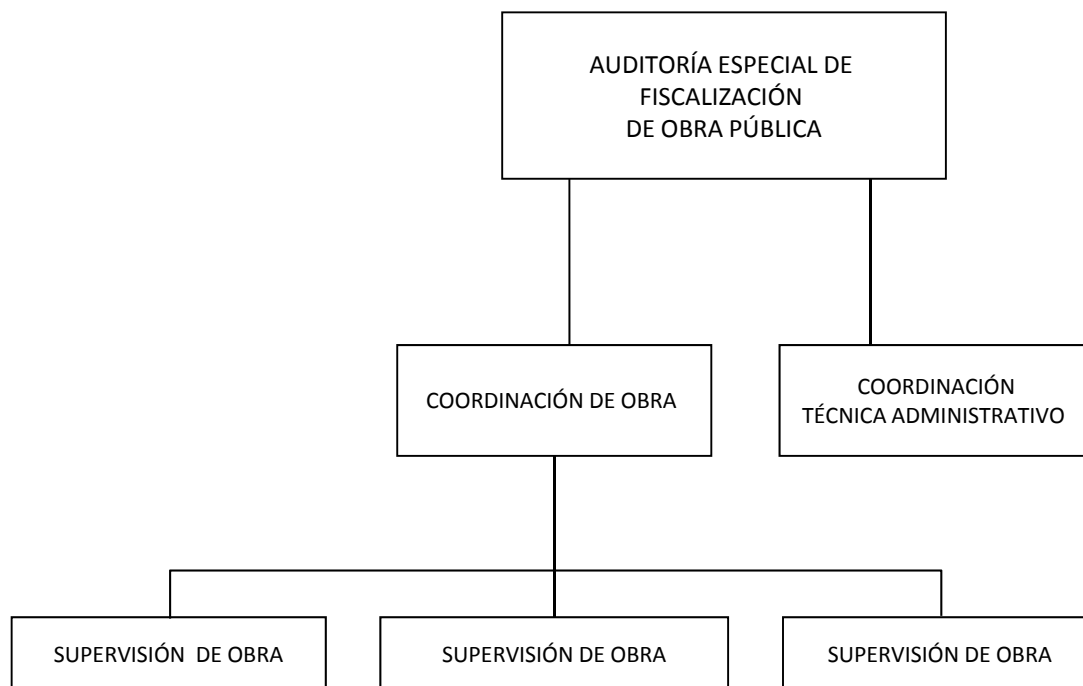 AUDITORÍA ESPECIAL DE
FISCALIZACIÓN
DE OBRA PÚBLICA
COORDINACIÓN DE OBRA
COORDINACIÓN
TÉCNICA ADMINISTRATIVO
SUPERVISIÓN DE OBRA
SUPERVISIÓN DE OBRA
SUPERVISIÓN DE OBRA